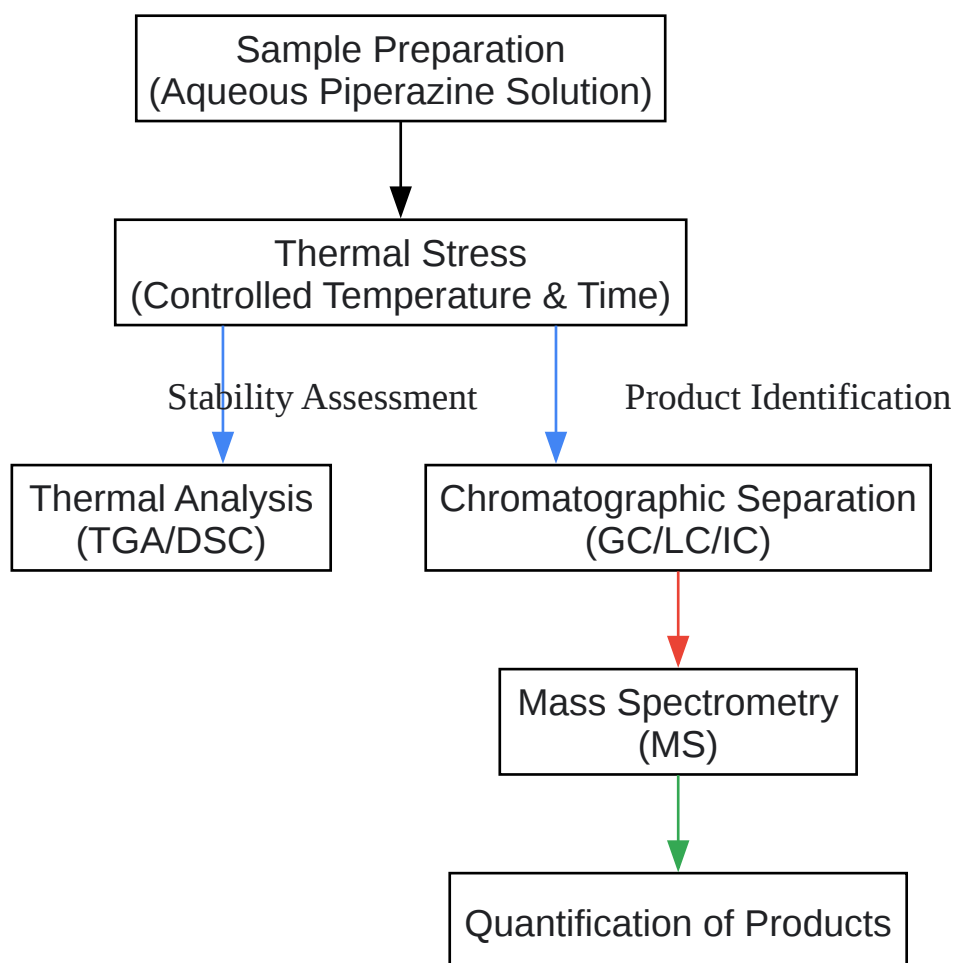 Sample Preparation
(Aqueous Piperazine Solution)
Thermal Stress
(Controlled Temperature & Time)
Stability Assessment
Product Identification
Thermal Analysis
(TGA/DSC)
Chromatographic Separation
(GC/LC/IC)
Mass Spectrometry
(MS)
Quantification of Products